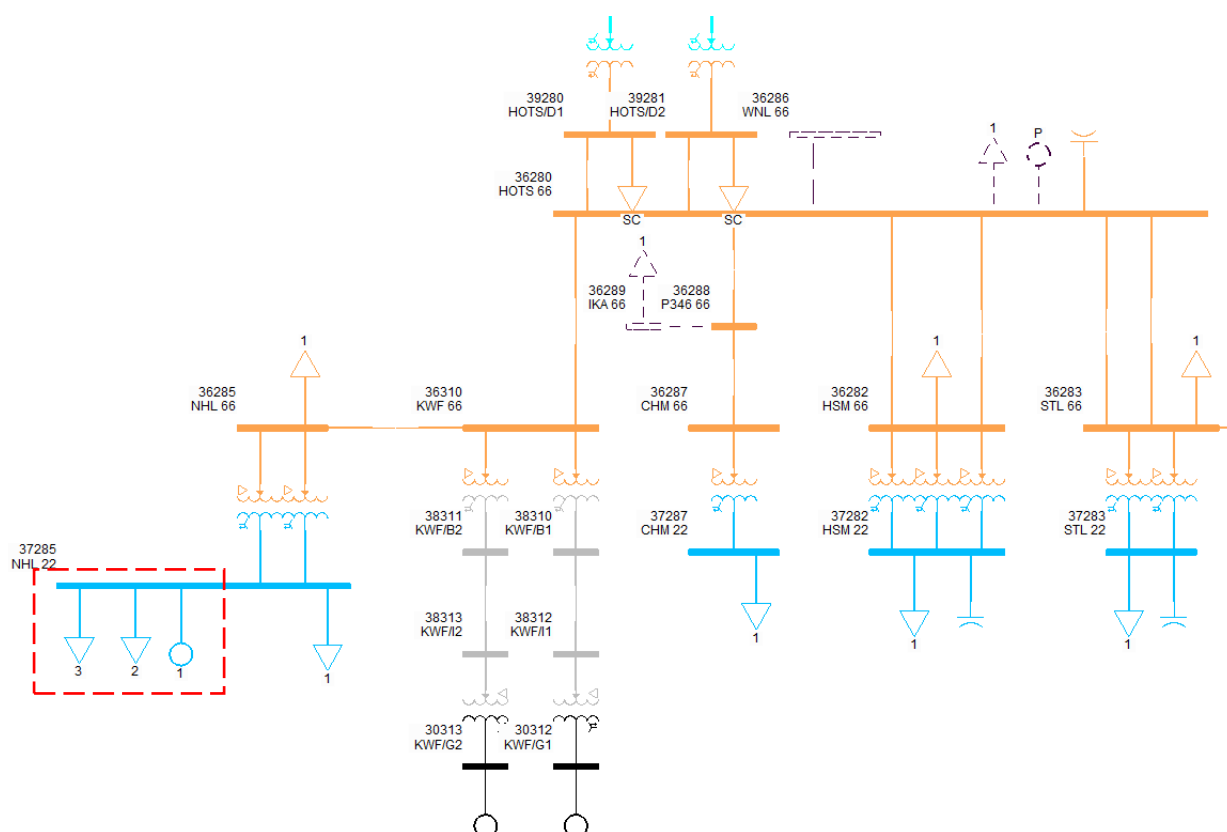 39280
HOTS/D1
39281
HOTS/D2
36286
WNL 66
1
P
36280
HOTS 66
SC
SC
1
36289
IKA 66
36288
P346 66
1
1
1
36285
NHL 66
36310
KWF 66
36287
CHM 66
36282
HSM 66
36283
STL 66
38311
KWF/B2
38310
KWF/B1
37287
CHM 22
37282
HSM 22
37283
STL 22
37285
NHL 22
38313
KWF/I2
38312
KWF/I1
3
2
1
1
1
1
1
30313
KWF/G2
30312
KWF/G1